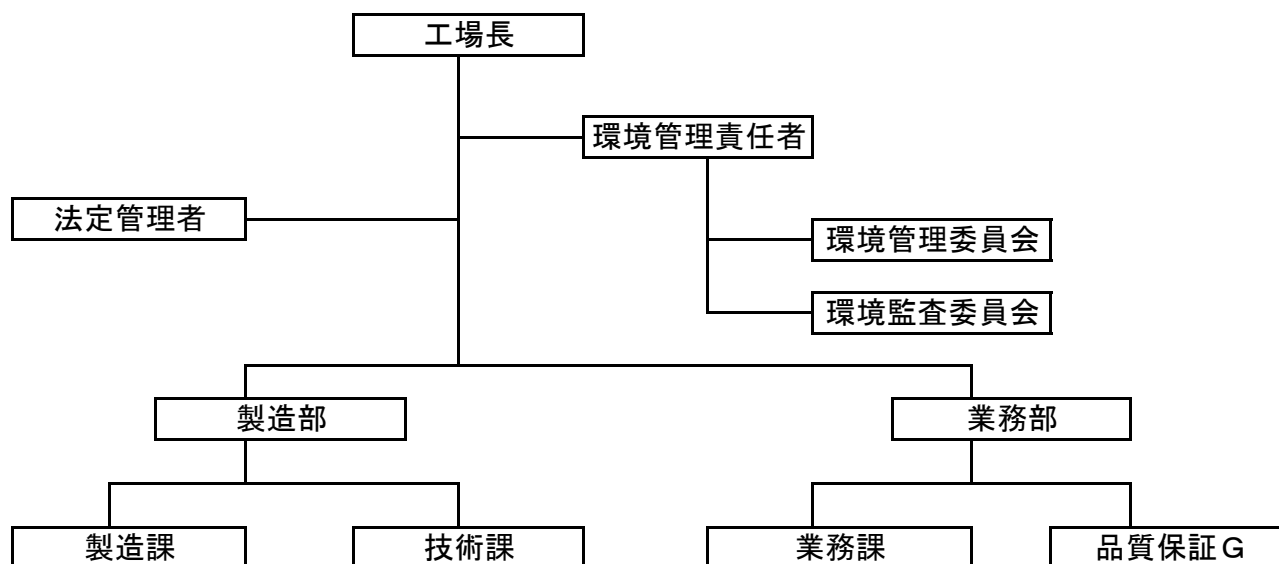 工場長
環境管理責任者
法定管理者
環境管理委員会
環境監査委員会
製造部
業務部
製造課
技術課
業務課
品質保証Ｇ